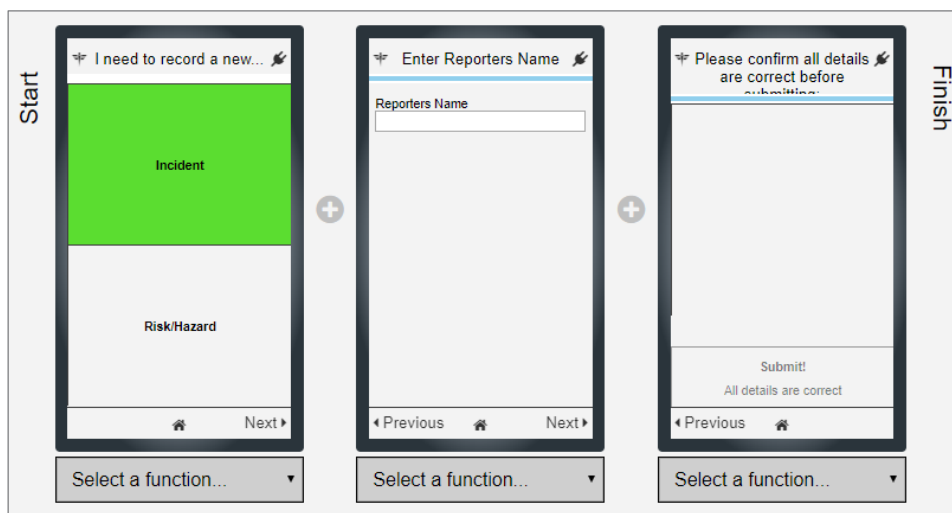 Start
I need to record a new...
Incident
Risk/Hazard
Next
Select a function...
Enter Reporters Name
Reporters Name
Previous
Next
Select a function...
Please confirm all details
are correct before
submitting:
Submit!
All details are correct
Previous
Select a function...
Finish